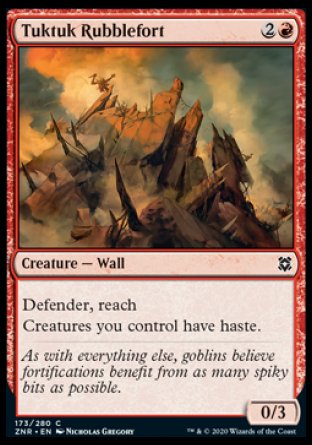 Tuktuk Rubblefort 2
Creature — Wall
Defender, reach
Creatures you control have haste.
As with everything else, goblins believe
fortifications benefit from as many spiky
bits as possible.
0/3
173/280 C
ZNR • EN Nicholas Gregory ™ & © 2020 Wizards of the Coast